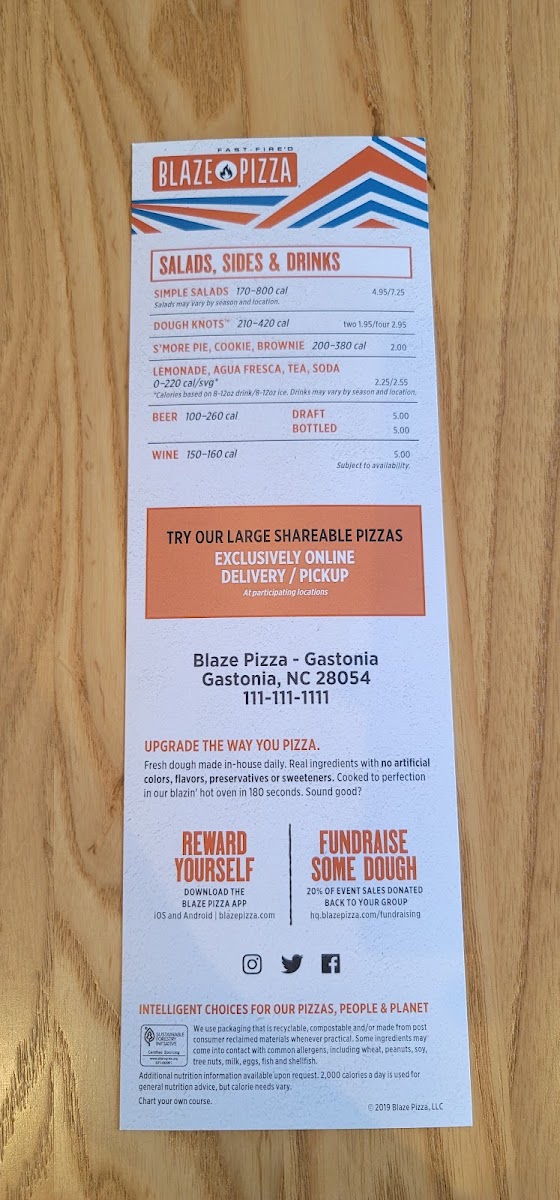 FAST-FIRE'D
BLAZE PIZZA
SALADS, SIDES & DRINKS
SIMPLE SALADS 170-800 cal 4.95/7.25
Salads may vary by season and location.
DOUGH KNOTS™ 210-420 cal two 1.95/four 2.95
S'MORE PIE, COOKIE, BROWNIE 200-380 cal 2.00
LEMONADE, AGUA FRESCA, TEA, SODA
0-220 cal/svg* 2.25/2.55
*Calories based on 8-12oz drink/8-12oz ice. Drinks may vary by season and location.
BEER 100-260 cal DRAFT 5.00
BOTTLED 5.00
WINE 150-160 cal 5.00
Subject to availability.
TRY OUR LARGE SHAREABLE PIZZAS
EXCLUSIVELY ONLINE
DELIVERY / PICKUP
At participating locations
Blaze Pizza - Gastonia
Gastonia, NC 28054
111-111-1111
UPGRADE THE WAY YOU PIZZA.
Fresh dough made in-house daily. Real ingredients with no artificial
colors, flavors, preservatives or sweeteners. Cooked to perfection
in our blazin' hot oven in 180 seconds. Sound good?
REWARD
YOURSELF
DOWNLOAD THE
BLAZE PIZZA APP
iOS and Android | blazepizza.com
FUNDRAISE
SOME DOUGH
20% OF EVENT SALES DONATED
BACK TO YOUR GROUP
hq.blazepizza.com/fundraising
INTELLIGENT CHOICES FOR OUR PIZZAS, PEOPLE & PLANET
SUSTAINABLE
FORESTRY
INITIATIVE
Certified Sourcing
We use packaging that is recyclable, compostable and/or made from post
consumer reclaimed materials whenever practical. Some ingredients may
come into contact with common allergens, including wheat, peanuts, soy,
tree nuts, milk, eggs, fish and shellfish.
Additional nutrition information available upon request. 2,000 calories a day is used for
general nutrition advice, but calorie needs vary.
Chart your own course.
© 2019 Blaze Pizza, LLC